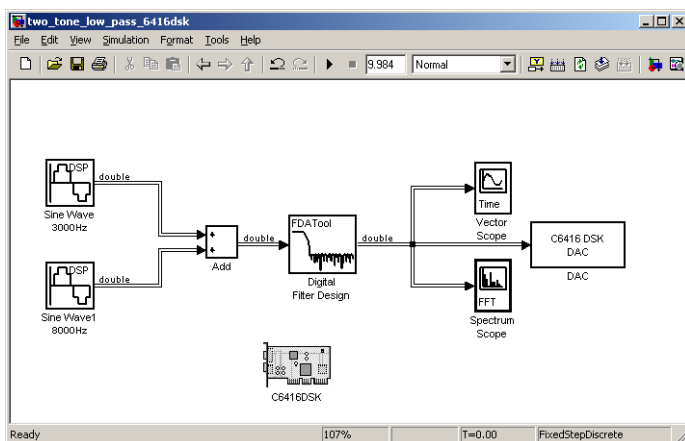 two_tone_low_pass_6416dsk
File Edit View Simulation Format Tools Help
9.984 Normal
DSP
double
Sine Wave
3000Hz
DSP
double
Sine Wave1
8000Hz
Add
double
FDATool
Digital
Filter Design
double
Time
Vector
Scope
C6416 DSK
DAC
DAC
FFT
Spectrum
Scope
C6416DSK
Ready 107% T=0.00 FixedStepDiscrete